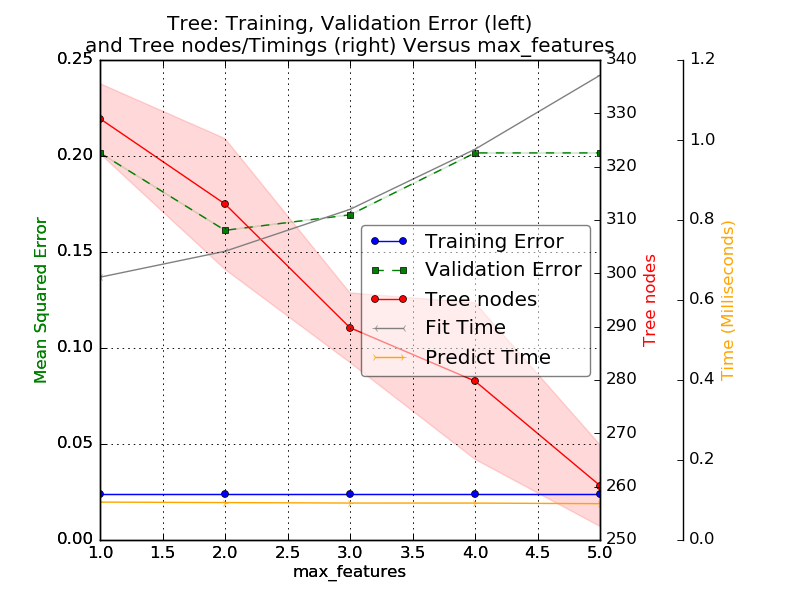 Tree: Training, Validation Error (left)
and Tree nodes/Timings (right) Versus max_features
0.25
0.20
0.15
0.10
0.05
0.00
Mean Squared Error
1.0 1.5 2.0 2.5 3.0 3.5 4.0 4.5 5.0
max_features
Training Error
Validation Error
Tree nodes
Fit Time
Predict Time
340
330
320
310
300
290
280
270
260
250
Tree nodes
1.2
1.0
0.8
0.6
0.4
0.2
0.0
Time (Milliseconds)